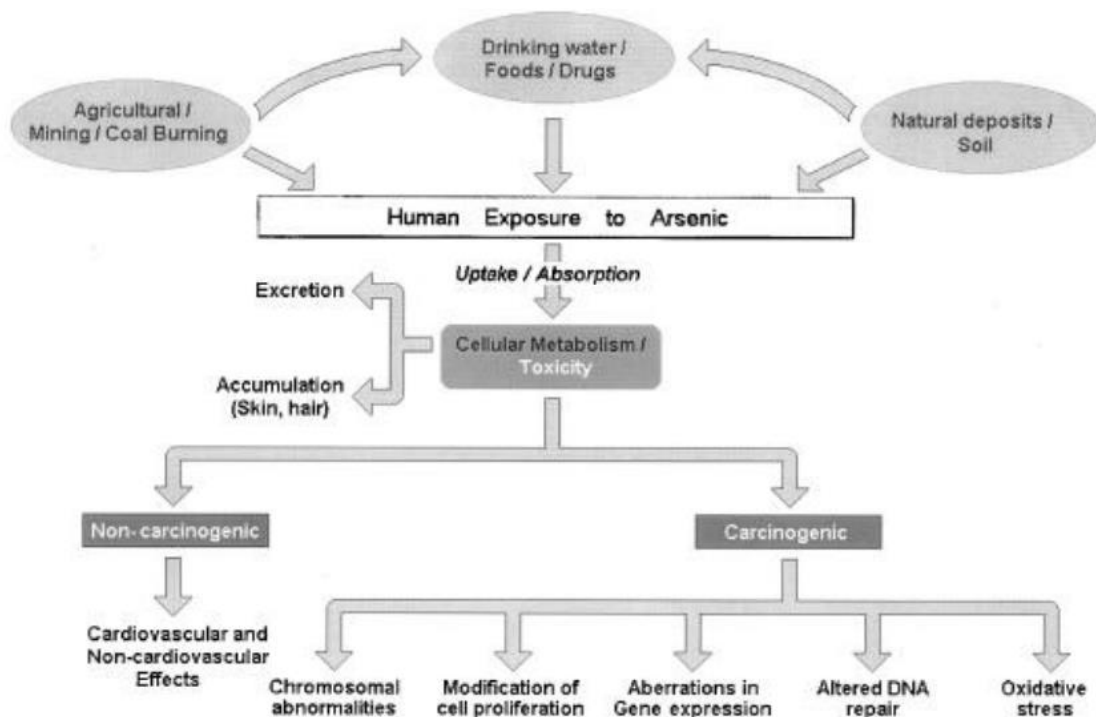 Drinking water /
Foods / Drugs
Agricultural /
Mining / Coal Burning
Natural deposits /
Soil
Human Exposure to Arsenic
Uptake / Absorption
Excretion
Cellular Metabolism /
Toxicity
Accumulation
(Skin, hair)
Non-carcinogenic
Carcinogenic
Cardiovascular and
Non-cardiovascular
Effects
Chromosomal
abnormalities
Modification of
cell proliferation
Aberrations in
Gene expression
Altered DNA
repair
Oxidative
stress